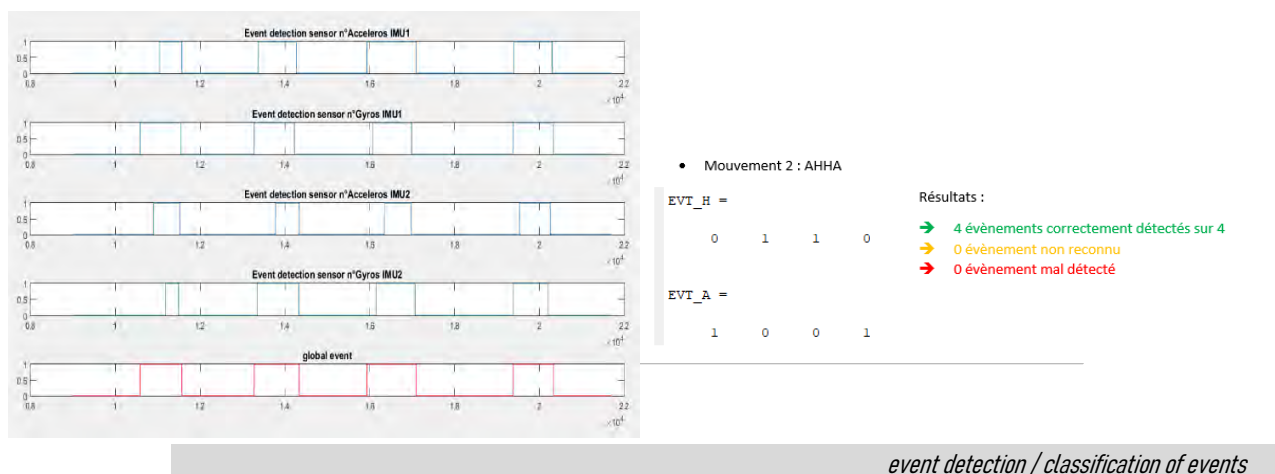 Event detection sensor n°Acceleros IMU1
1
0.5
0
0.8 1 1.2 1.4 1.6 1.8 2 2.2
×10⁴
Event detection sensor n°Gyros IMU1
1
0.5
0
0.8 1 1.2 1.4 1.6 1.8 2 2.2
×10⁴
Event detection sensor n°Acceleros IMU2
1
0.5
0
0.8 1 1.2 1.4 1.6 1.8 2 2.2
×10⁴
Event detection sensor n°Gyros IMU2
1
0.5
0
0.8 1 1.2 1.4 1.6 1.8 2 2.2
×10⁴
global event
1
0.5
0
0.8 1 1.2 1.4 1.6 1.8 2 2.2
×10⁴
• Mouvement 2 : AHHA
EVT_H =
0 1 1 0
EVT_A =
1 0 0 1
Résultats :
➔ 4 évènements correctement détectés sur 4
➔ 0 évènement non reconnu
➔ 0 évènement mal détecté
event detection / classification of events